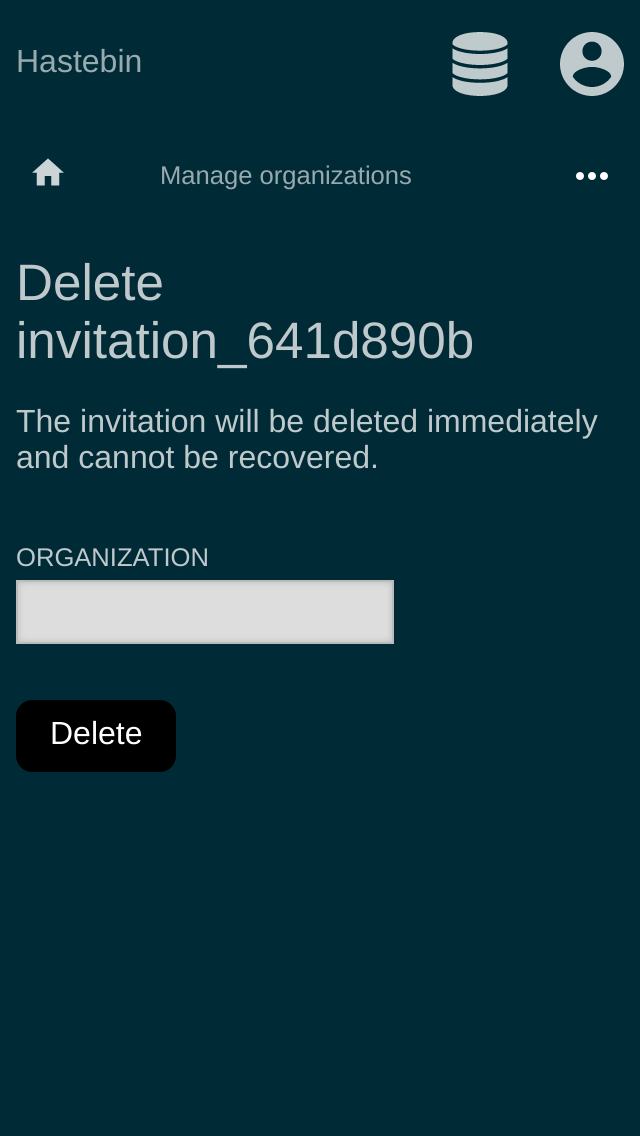 Hastebin
Manage organizations
Delete
invitation_641d890b
The invitation will be deleted immediately
and cannot be recovered.
ORGANIZATION
Delete